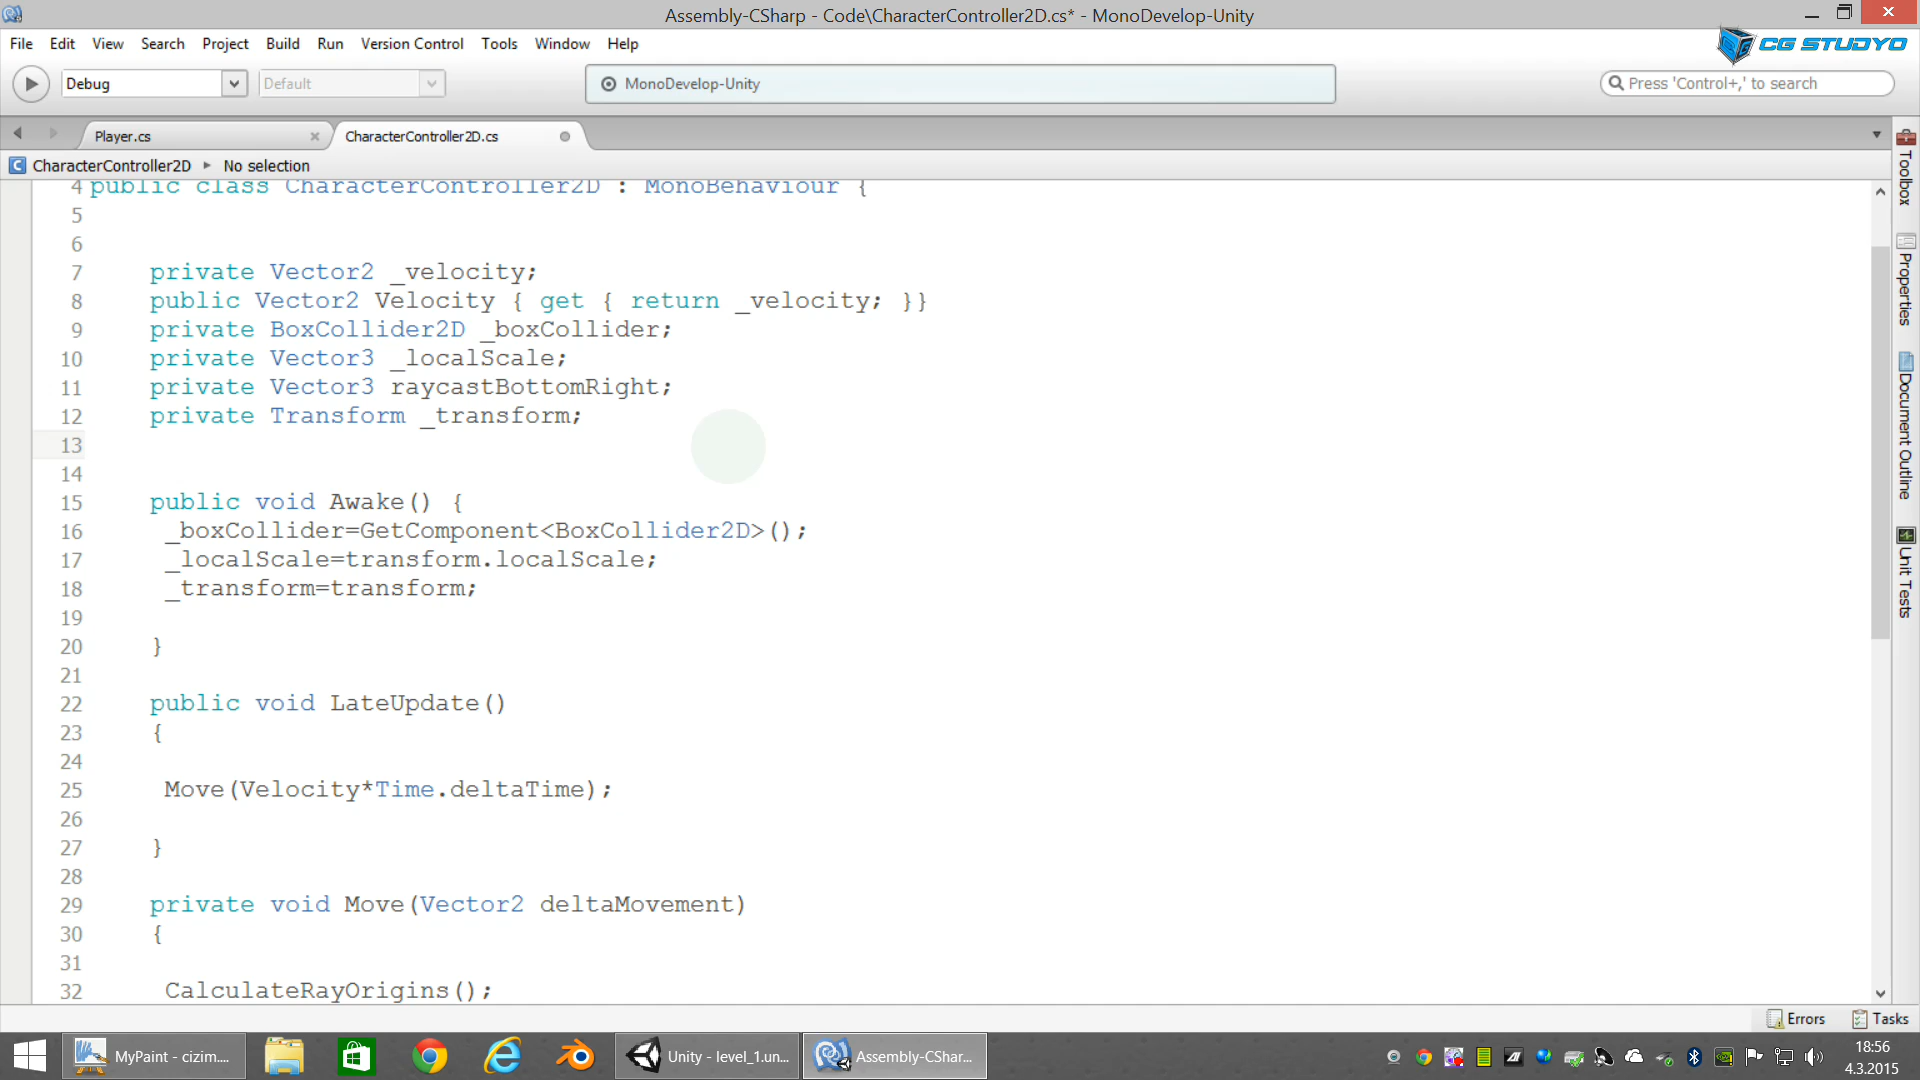 Assembly-CSharp - Code\CharacterController2D.cs* - MonoDevelop-Unity
File Edit View Search Project Build Run Version Control Tools Window Help
CG STUDYO
Debug Default MonoDevelop-Unity Press 'Control+,' to search
Player.cs CharacterController2D.cs
CharacterController2D No selection
4 public class CharacterController2D : MonoBehaviour {
5
6
7 private Vector2 _velocity;
8 public Vector2 Velocity { get { return _velocity; }}
9 private BoxCollider2D _boxCollider;
10 private Vector3 _localScale;
11 private Vector3 raycastBottomRight;
12 private Transform _transform;
13
14
15 public void Awake() {
16 _boxCollider=GetComponent<BoxCollider2D>();
17 _localScale=transform.localScale;
18 _transform=transform;
19
20 }
21
22 public void LateUpdate()
23 {
24
25 Move(Velocity*Time.deltaTime);
26
27 }
28
29 private void Move(Vector2 deltaMovement)
30 {
31
32 CalculateRayOrigins();
Toolbox
Properties
Document Outline
Unit Tests
Errors Tasks
MyPaint - cizim.... Unity - level_1.un... Assembly-CShar...
18:56
4.3.2015